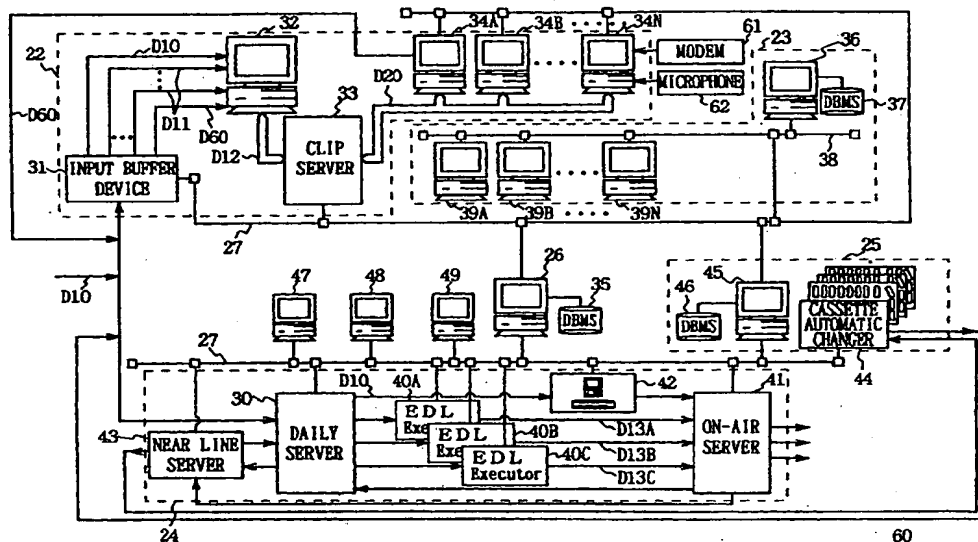 32
34A
34B
34N
61
MODEM
23
36
D10
22
33
D20
MICROPHONE
62
DBMS
37
D60
D11
D60
D12
CLIP
SERVER
38
31
INPUT BUFFER
DEVICE
39A
39B
39N
27
26
45
25
D10
47
48
49
35
DBMS
46
DBMS
CASSETTE
AUTOMATIC
CHANGER
44
27
30
D10
40A
42
41
43
NEAR LINE
SERVER
DAILY
SERVER
EDL
Exe
D13A
EDL
Exe
40B
D13B
EDL
Executor
40C
D13C
ON-AIR
SERVER
24
60